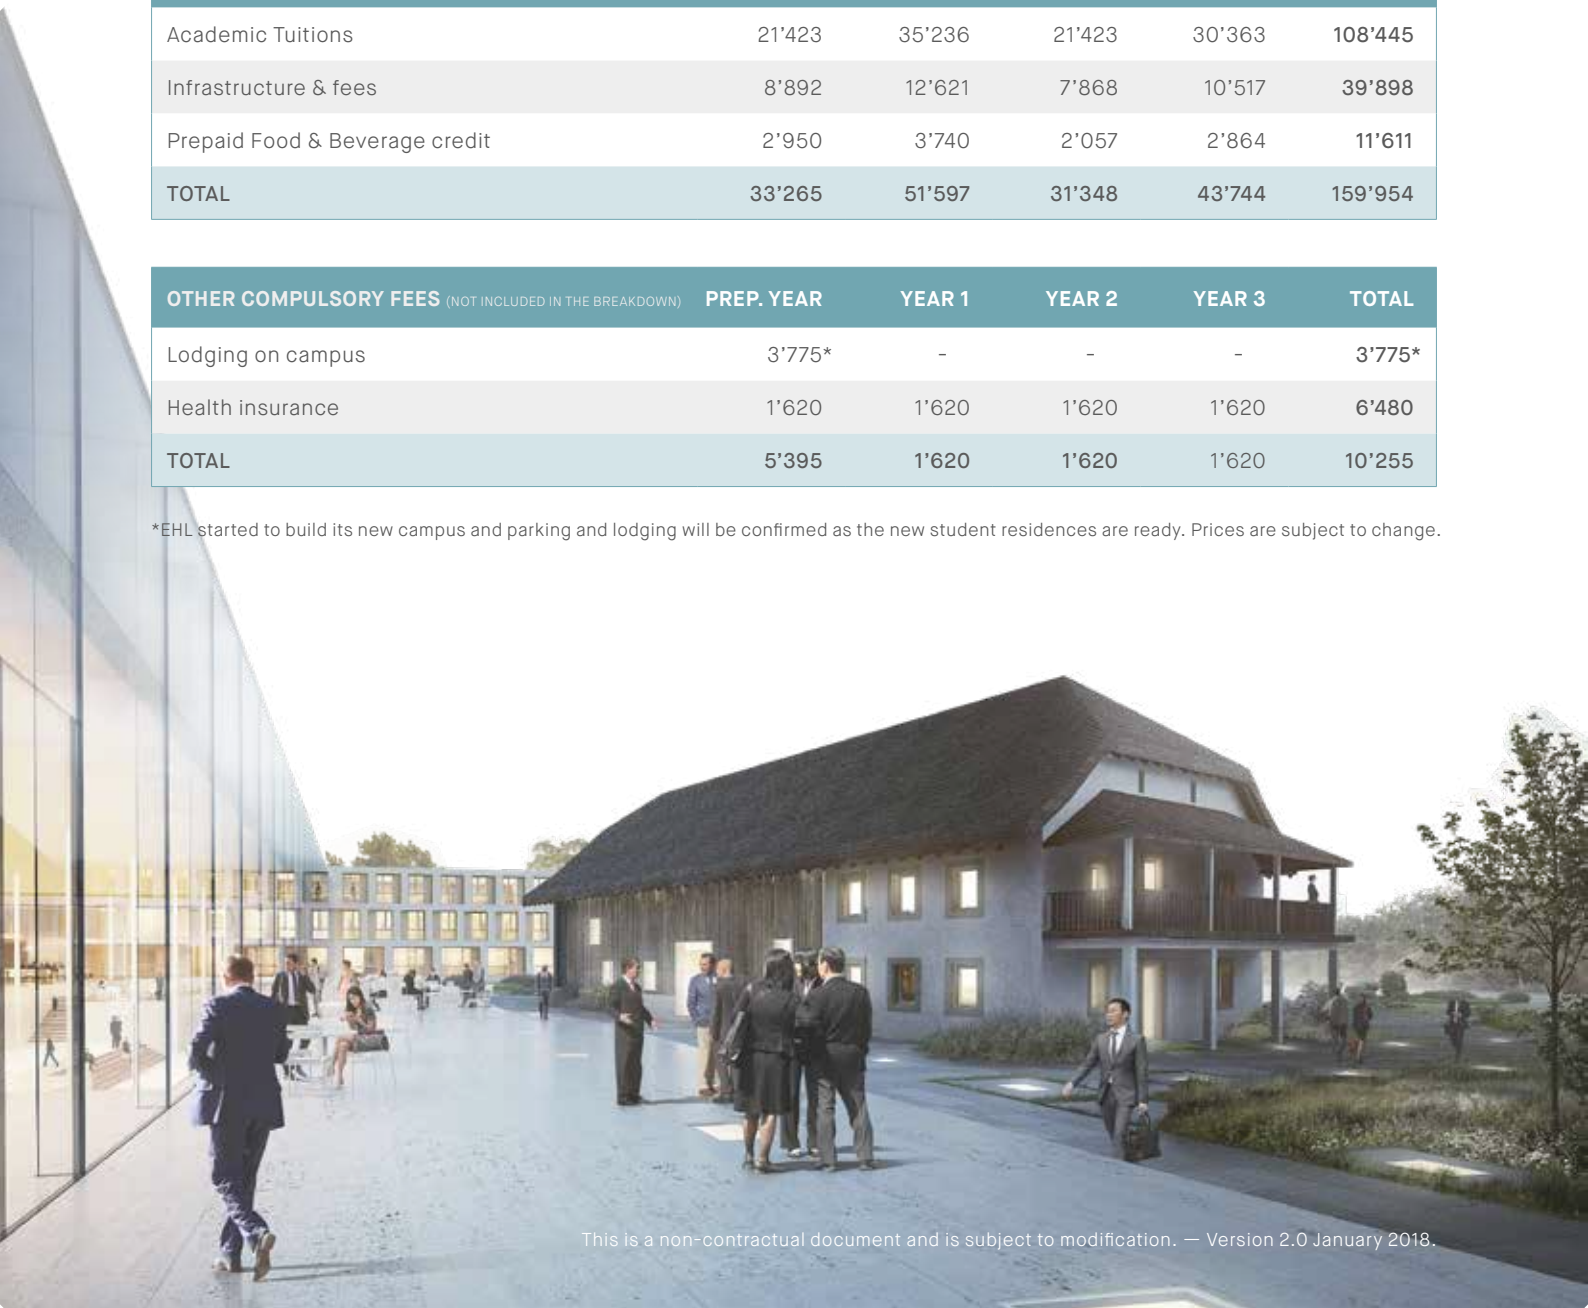 Academic Tuitions 21’423 35’236 21’423 30’363 108’445
Infrastructure & fees 8’892 12’621 7’868 10’517 39’898
Prepaid Food & Beverage credit 2’950 3’740 2’057 2’864 11’611
TOTAL 33’265 51’597 31’348 43’744 159’954
OTHER COMPULSORY FEES (NOT INCLUDED IN THE BREAKDOWN) PREP. YEAR YEAR 1 YEAR 2 YEAR 3 TOTAL
Lodging on campus 3’775* - - - 3’775*
Health insurance 1’620 1’620 1’620 1’620 6’480
TOTAL 5’395 1’620 1’620 1’620 10’255
*EHL started to build its new campus and parking and lodging will be confirmed as the new student residences are ready. Prices are subject to change.
This is a non-contractual document and is subject to modification. — Version 2.0 January 2018.